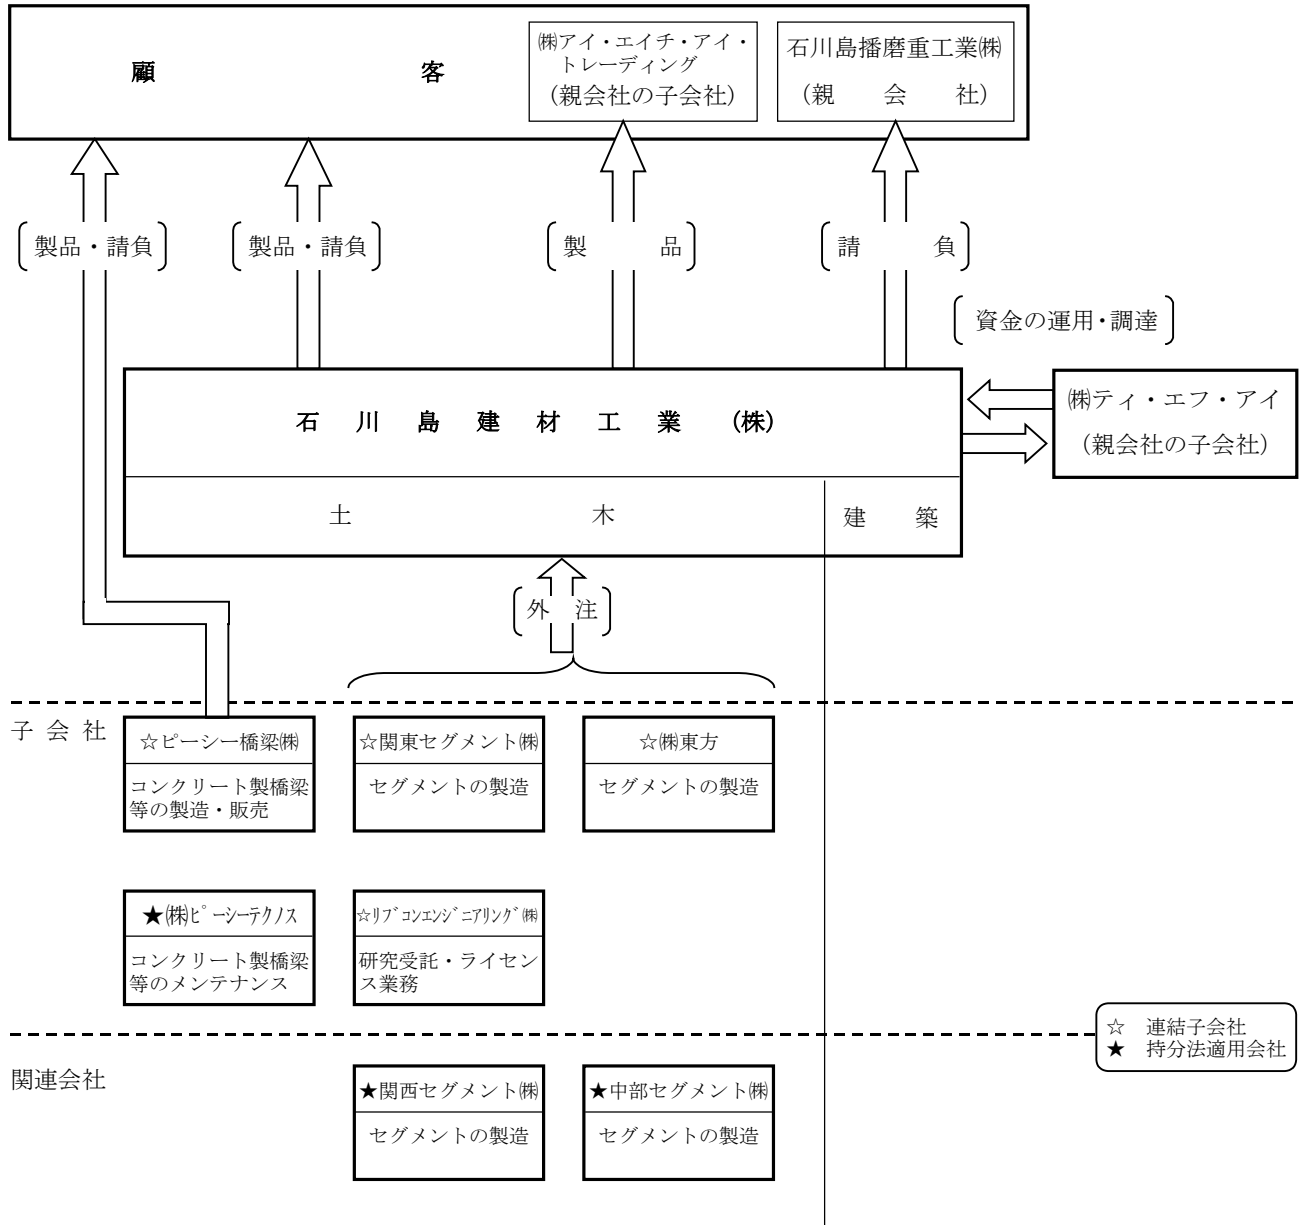 顧客
㈱アイ・エイチ・アイ・
トレーディング
（親会社の子会社）
石川島播磨重工業㈱
（親会社）
製品・請負
製品・請負
製品
請負
資金の運用・調達
石川島建材工業（株）
㈱ティ・エフ・アイ
（親会社の子会社）
土木
建築
外注
子会社
☆ピーシー橋梁㈱
コンクリート製橋梁
等の製造・販売
☆関東セグメント㈱
セグメントの製造
☆㈱東方
セグメントの製造
★㈱ﾋﾟｰｼｰﾃｸﾉｽ
コンクリート製橋梁
等のメンテナンス
☆ﾘﾌﾞｺﾝｴﾝｼﾞﾆｱﾘﾝｸﾞ㈱
研究受託・ライセン
ス業務
☆ 連結子会社
★ 持分法適用会社
関連会社
★関西セグメント㈱
セグメントの製造
★中部セグメント㈱
セグメントの製造